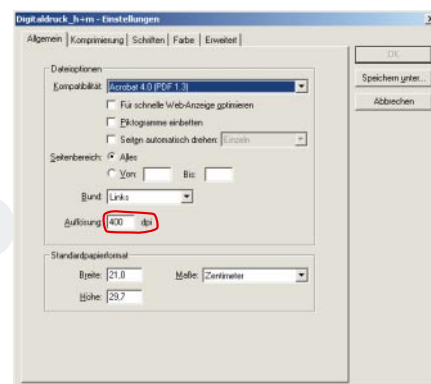 Digitaldruck_h+m - Einstellungen
Allgemein Komprimierung Schriften Farbe Erweitert
OK
Speichern unter...
Abbrechen
Dateioptionen
Kompatibilität: Acrobat 4.0 (PDF 1.3)
Für schnelle Web-Anzeige optimieren
Piktogramme einbetten
Seiten automatisch drehen: Einzeln
Seitenbereich: Alles
Von: Bis:
Bund: Links
Auflösung: 400 dpi
Standardpapierformat
Breite: 21,0 Maße: Zentimeter
Höhe: 29,7